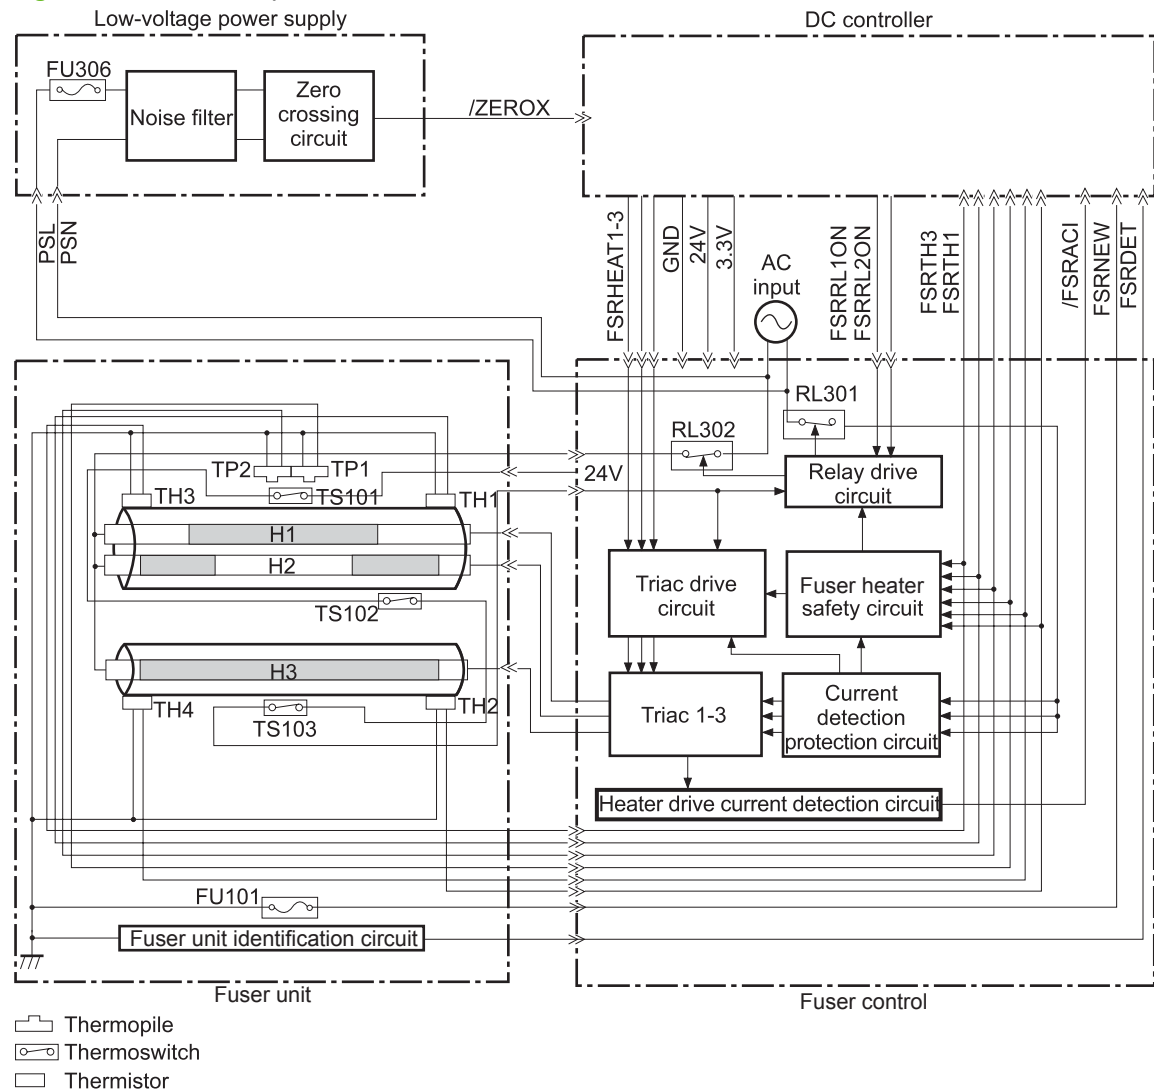 Low-voltage power supply
DC controller
FU306
Noise filter
Zero
crossing
circuit
/ZEROX
PSL
PSN
FSRHEAT1-3
GND
24V
3.3V
AC
input
FSRRL1ON
FSRRL2ON
FSRTH3
FSRTH1
/FSRACI
FSRNEW
FSRDET
RL301
RL302
24V
Relay drive
circuit
TP2
TP1
TH3
TS101
TH1
H1
H2
TS102
H3
TH4
TH2
TS103
Triac drive
circuit
Fuser heater
safety circuit
Triac 1-3
Current
detection
protection circuit
Heater drive current detection circuit
FU101
Fuser unit identification circuit
Fuser unit
Fuser control
Thermopile
Thermoswitch
Thermistor